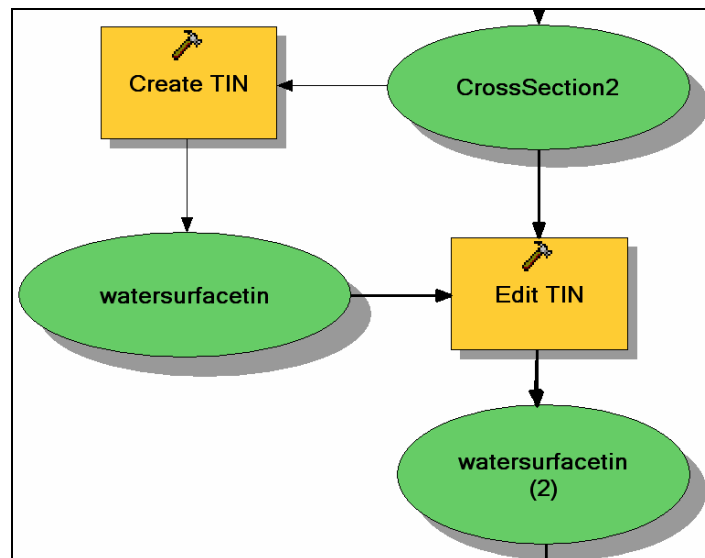 Create TIN
CrossSection2
watersurfacetin
Edit TIN
watersurfacetin
(2)